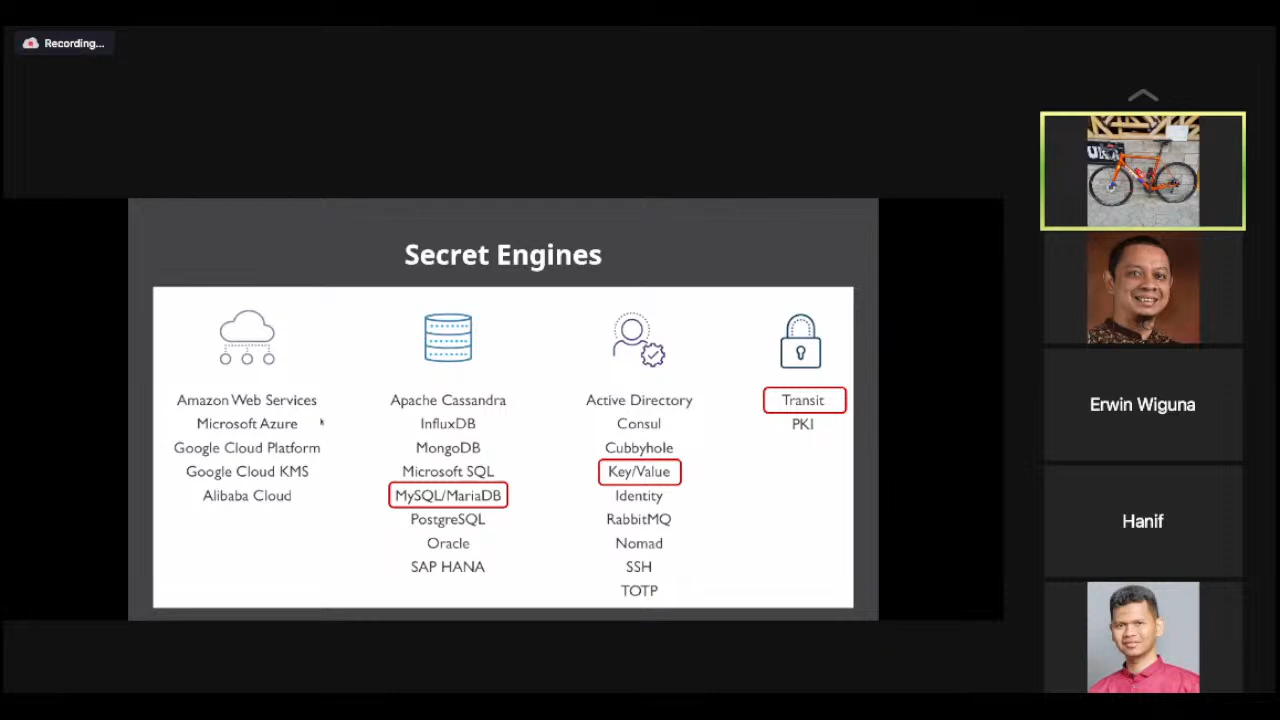 Recording...
Secret Engines
Amazon Web Services
Microsoft Azure
Google Cloud Platform
Google Cloud KMS
Alibaba Cloud
Apache Cassandra
InfluxDB
MongoDB
Microsoft SQL
MySQL/MariaDB
PostgreSQL
Oracle
SAP HANA
Active Directory
Consul
Cubbyhole
Key/Value
Identity
RabbitMQ
Nomad
SSH
TOTP
Transit
PKI
Erwin Wiguna
Hanif